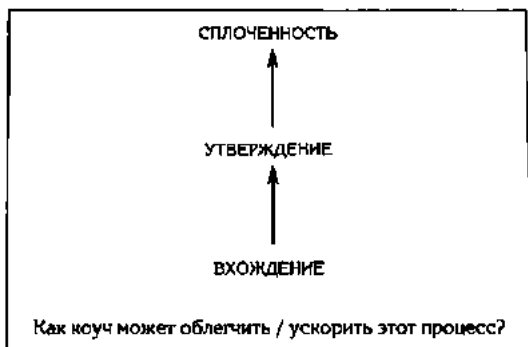 СПЛОЧЕННОСТЬ
УТВЕРЖДЕНИЕ
ВХОЖДЕНИЕ
Как коуч может облегчить / ускорить этот процесс?